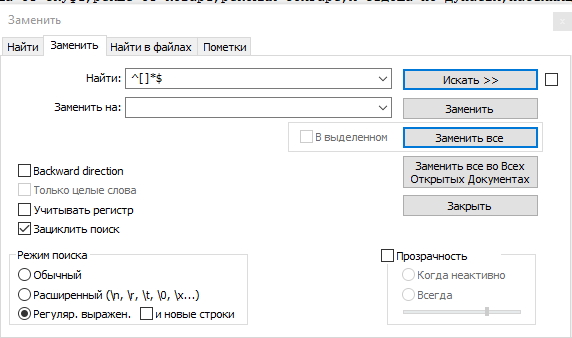 Заменить
Найти Заменить Найти в файлах Пометки
Найти: ^[]*$ Искать >>
Заменить на: Заменить
В выделенном Заменить все
Заменить все во Всех
Открытых Документах
Закрыть
Backward direction
Только целые слова
Учитывать регистр
Зациклить поиск
Режим поиска
Обычный
Расширенный (\n, \r, \t, \0, \x...)
Регуляр. выражен. и новые строки
Прозрачность
Когда неактивно
Всегда